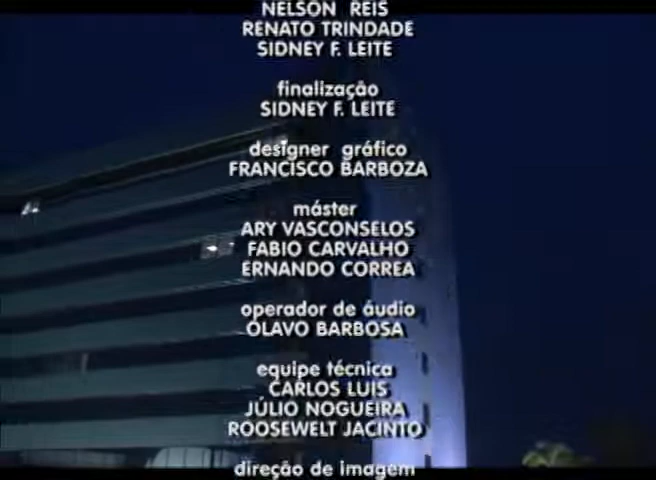 NELSON REIS
RENATO TRINDADE
SIDNEY F. LEITE
finalização
SIDNEY F. LEITE
designer gráfico
FRANCISCO BARBOZA
máster
ARY VASCONSELOS
FABIO CARVALHO
ERNANDO CORREA
operador de áudio
OLAVO BARBOSA
equipe técnica
CARLOS LUIS
JÚLIO NOGUEIRA
ROOSEWELT JACINTO
direção de imagem